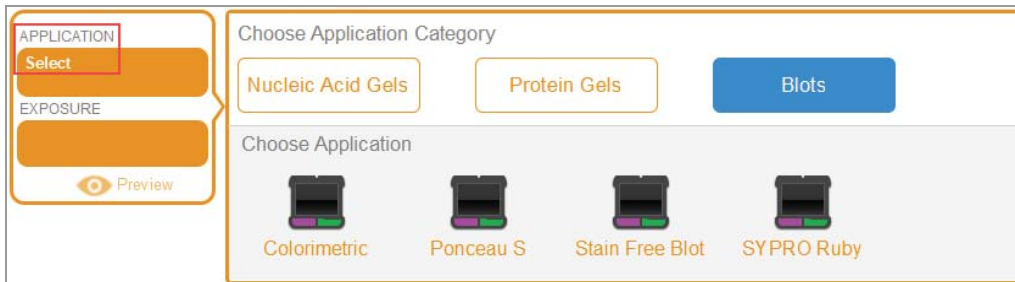 APPLICATION
Select
EXPOSURE
Preview
Choose Application Category
Nucleic Acid Gels
Protein Gels
Blots
Choose Application
Colorimetric
Ponceau S
Stain Free Blot
SYPRO Ruby